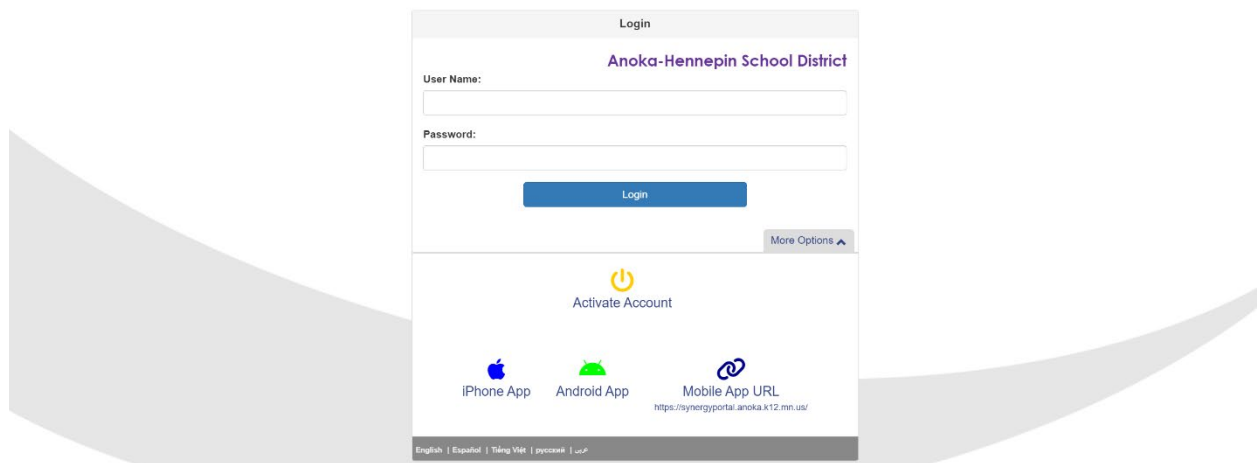 Login
Anoka-Hennepin School District
User Name:
Password:
Login
More Options
Activate Account
iPhone App Android App Mobile App URL
https://synergyportal.anoka.k12.mn.us/
English | Español | Tiếng Việt | русский | عربى